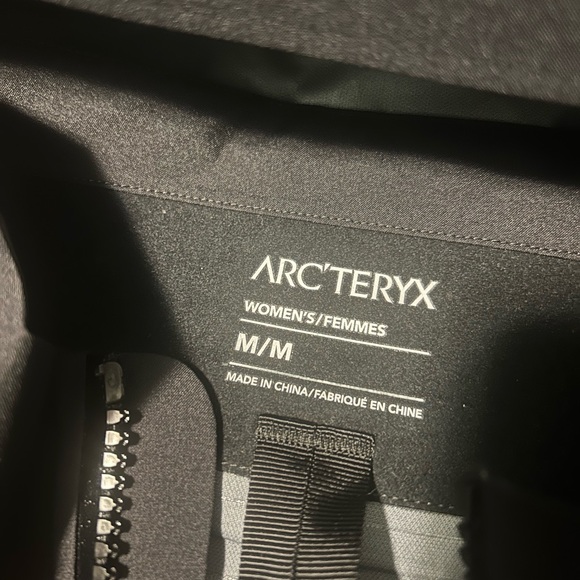 ARC'TERYX
WOMEN'S/FEMMES
M/M
MADE IN CHINA/FABRIQUÉ EN CHINE